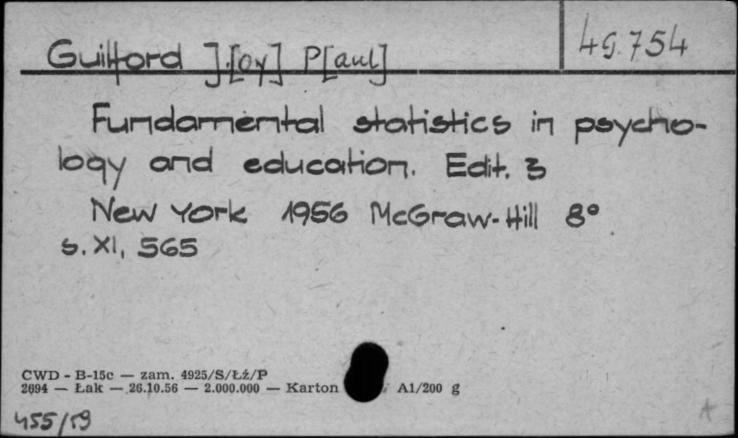 49.754
Guilford J.[oy] P[aul]
Fundamental statistics in psycho-
logy and education. Edit. 3
New York 1956 McGraw-Hill 8°
s. XI, 565
CWD - B-15c — zam. 4925/S/Łż/P
2694 — Łak — 26.10.56 — 2.000.000 — Karton A1/200 g
455/59
A